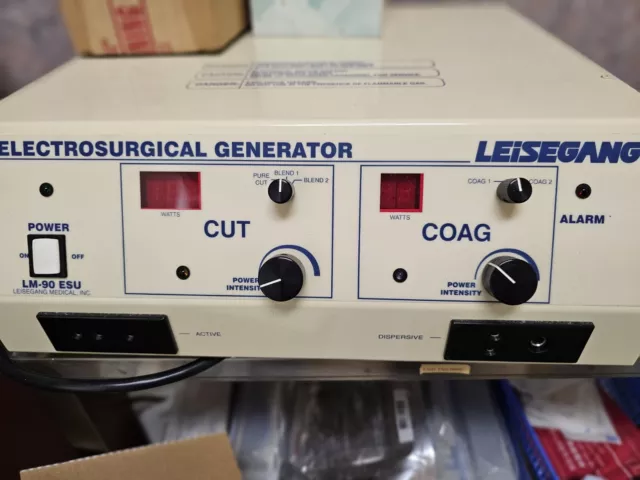 ELECTROSURGICAL GENERATOR
LEISEGANG
POWER
ON
OFF
LM-90 ESU
LEISEGANG MEDICAL, INC.
WATTS
PURE
CUT
BLEND 1
BLEND 2
CUT
POWER
INTENSITY
WATTS
COAG 1
COAG 2
COAG
POWER
INTENSITY
ALARM
ACTIVE
DISPERSIVE